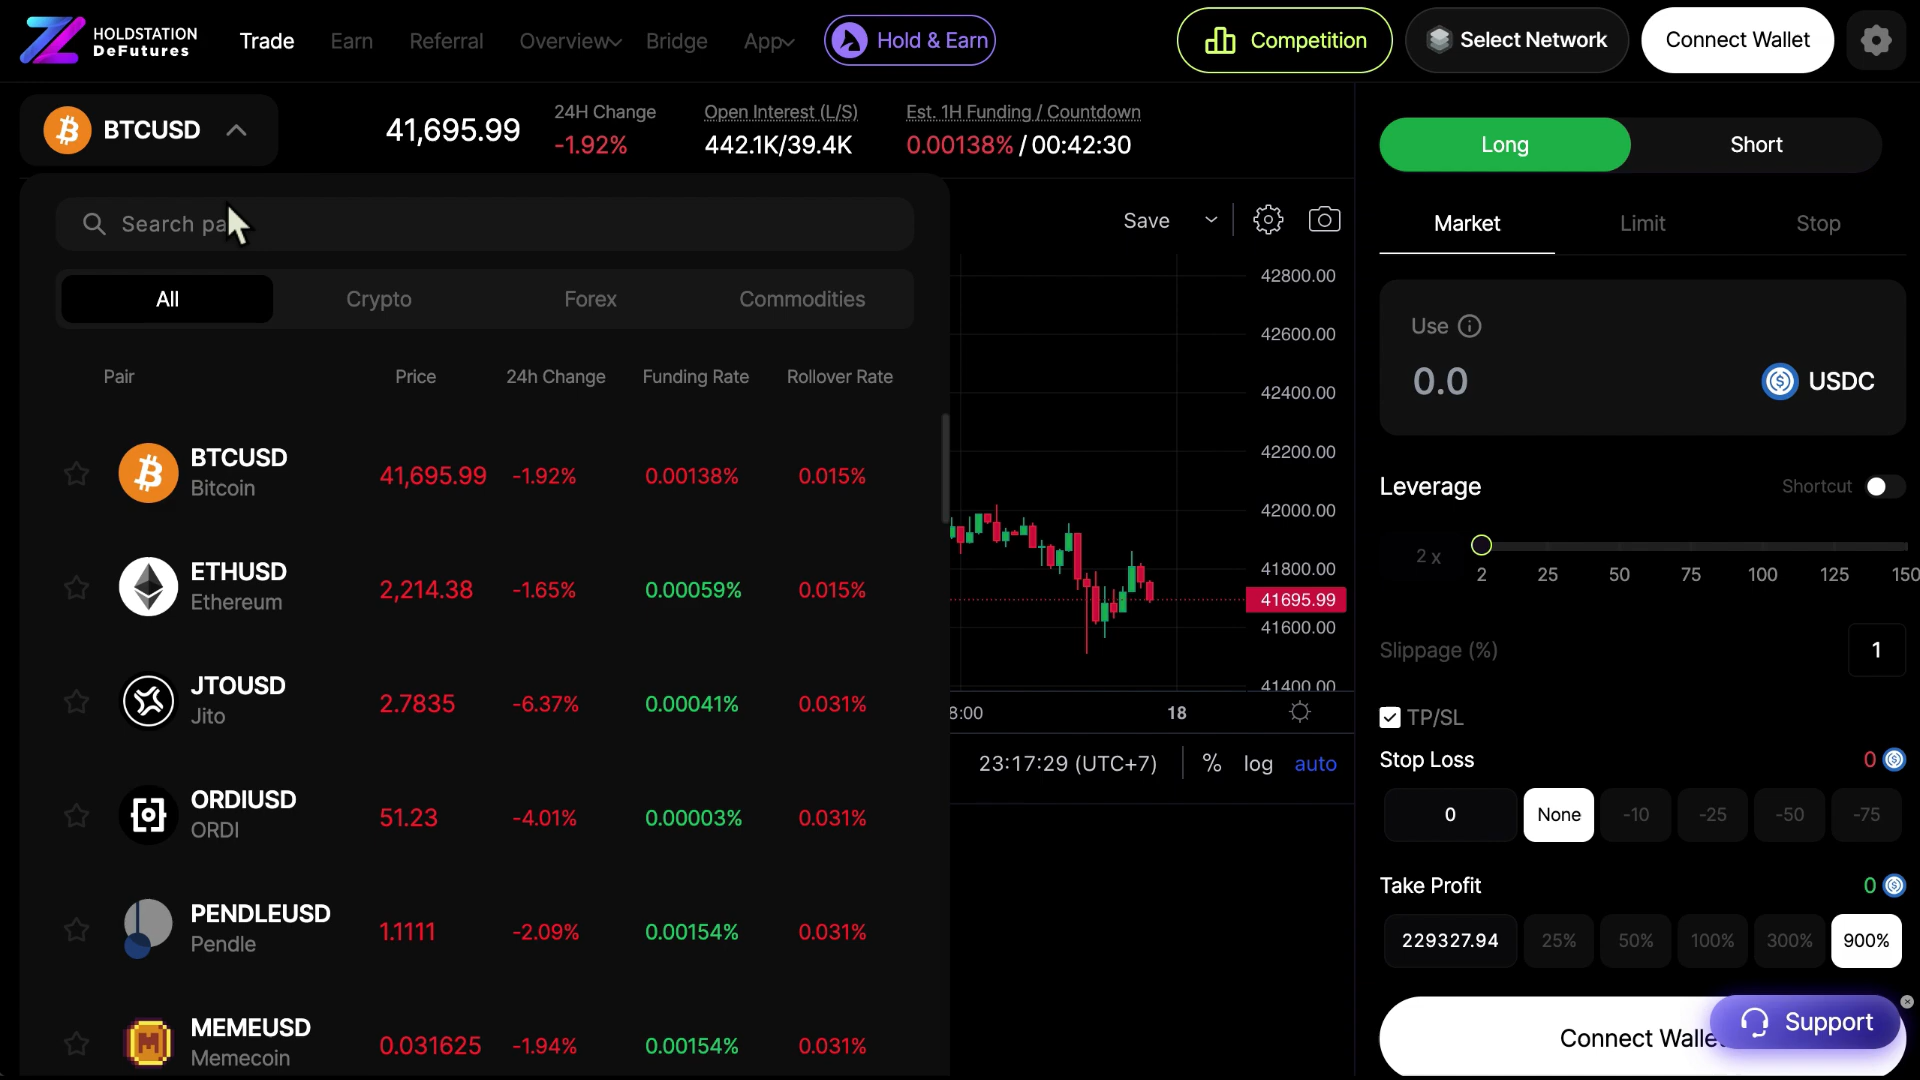 HOLDSTATION
DeFutures
Trade
Earn
Referral
Overview
Bridge
App
Hold & Earn
Competition
Select Network
Connect Wallet
BTCUSD
41,695.99
24H Change
-1.92%
Open Interest (L/S)
442.1K/39.4K
Est. 1H Funding / Countdown
0.00138% / 00:42:30
Search
All
Crypto
Forex
Commodities
Pair
Price
24h Change
Funding Rate
Rollover Rate
BTCUSD
Bitcoin
41,695.99
-1.92%
0.00138%
0.015%
ETHUSD
Ethereum
2,214.38
-1.65%
0.00059%
0.015%
JTOUSD
Jito
2.7835
-6.37%
0.00041%
0.031%
ORDIUSD
ORDI
51.23
-4.01%
0.00003%
0.031%
PENDLEUSD
Pendle
1.1111
-2.09%
0.00154%
0.031%
MEMEUSD
Memecoin
0.031625
-1.94%
0.00154%
0.031%
Save
42800.00
42600.00
42400.00
42200.00
42000.00
41800.00
41695.99
41600.00
41400.00
8:00
18
23:17:29 (UTC+7)
%
log
auto
Long
Short
Market
Limit
Stop
Use
0.0
USDC
Leverage
Shortcut
2 x
2
25
50
75
100
125
150
Slippage (%)
1
TP/SL
Stop Loss
0
0
None
-10
-25
-50
-75
Take Profit
0
229327.94
25%
50%
100%
300%
900%
Connect
Support